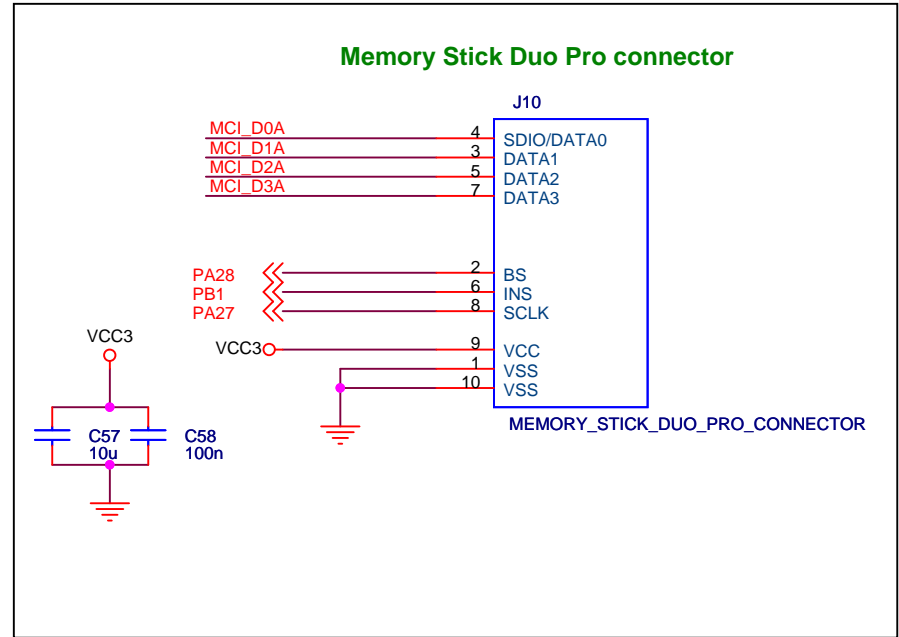 Memory Stick Duo Pro connector
J10
MCI_D0A 4 SDIO/DATA0
MCI_D1A 3 DATA1
MCI_D2A 5 DATA2
MCI_D3A 7 DATA3
PA28 2 BS
PB1 6 INS
PA27 8 SCLK
VCC3 9 VCC
1 VSS
10 VSS
MEMORY_STICK_DUO_PRO_CONNECTOR
VCC3
C57 C58
10u 100n